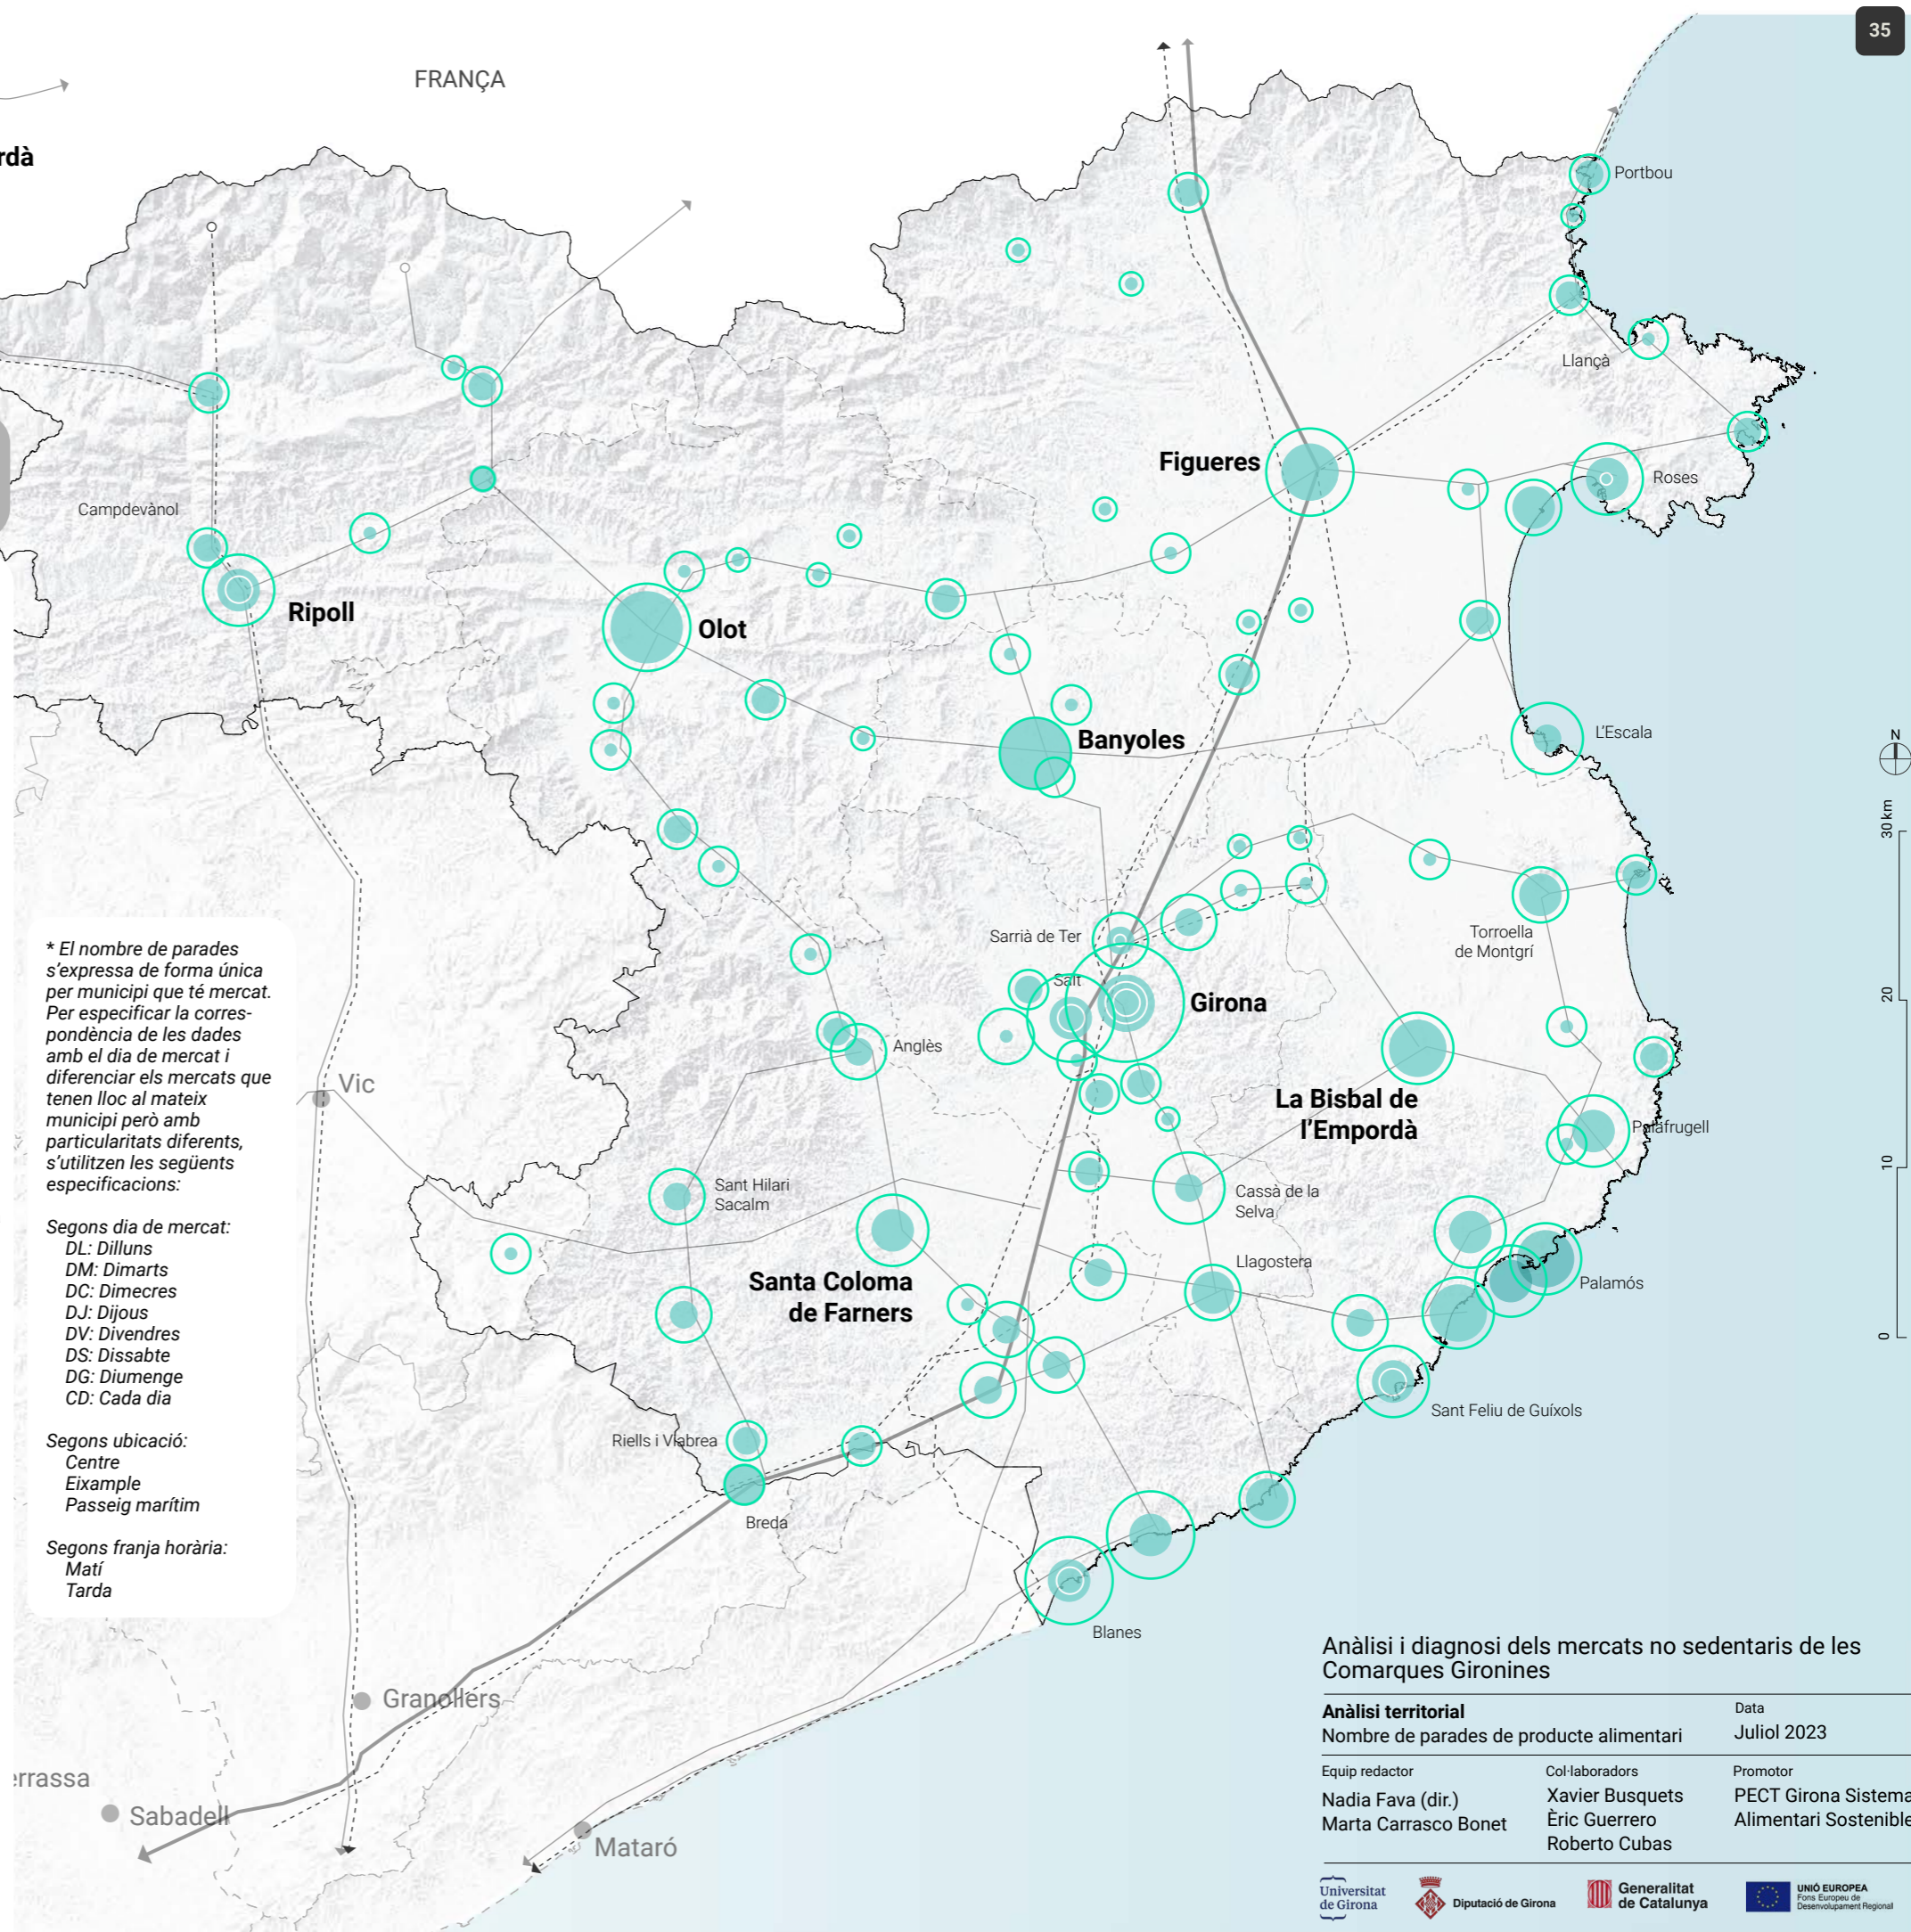 35
FRANÇA
rdà
Portbou
Llançà
Figueres
Roses
Campdevànol
Ripoll
Olot
Banyoles
L'Escala
N
30 km
20
10
0
* El nombre de parades
s'expressa de forma única
per municipi que té mercat.
Per especificar la corres-
pondència de les dades
amb el dia de mercat i
diferenciar els mercats que
tenen lloc al mateix
municipi però amb
particularitats diferents,
s'utilitzen les següents
especificacions:
Segons dia de mercat:
DL: Dilluns
DM: Dimarts
DC: Dimecres
DJ: Dijous
DV: Divendres
DS: Dissabte
DG: Diumenge
CD: Cada dia
Segons ubicació:
Centre
Eixample
Passeig marítim
Segons franja horària:
Matí
Tarda
Sarrià de Ter
Salt
Girona
Torroella
de Montgrí
Anglès
Vic
La Bisbal de
l'Empordà
Palafrugell
Sant Hilari
Sacalm
Cassà de la
Selva
Llagostera
Santa Coloma
de Farners
Palamós
Sant Feliu de Guíxols
Riells i Viabrea
Breda
Blanes
Granollers
errassa
Sabadell
Mataró
Anàlisi i diagnosi dels mercats no sedentaris de les
Comarques Gironines
Anàlisi territorial
Nombre de parades de producte alimentari
Data
Juliol 2023
Equip redactor
Nadia Fava (dir.)
Marta Carrasco Bonet
Col·laboradors
Xavier Busquets
Èric Guerrero
Roberto Cubas
Promotor
PECT Girona Sistema
Alimentari Sostenible
Universitat
de Girona
Diputació de Girona
Generalitat
de Catalunya
UNIÓ EUROPEA
Fons Europeu de
Desenvolupament Regional